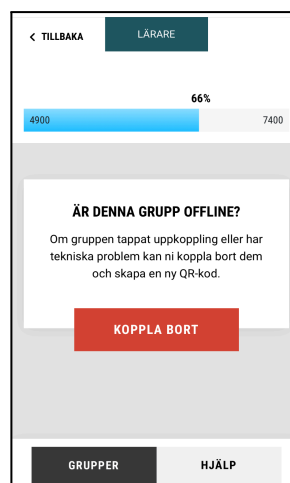 TILLBAKA
LÄRARE
66%
4900
7400
ÄR DENNA GRUPP OFFLINE?
Om gruppen tappat uppkoppling eller har
tekniska problem kan ni koppla bort dem
och skapa en ny QR-kod.
KOPPLA BORT
GRUPPER
HJÄLP